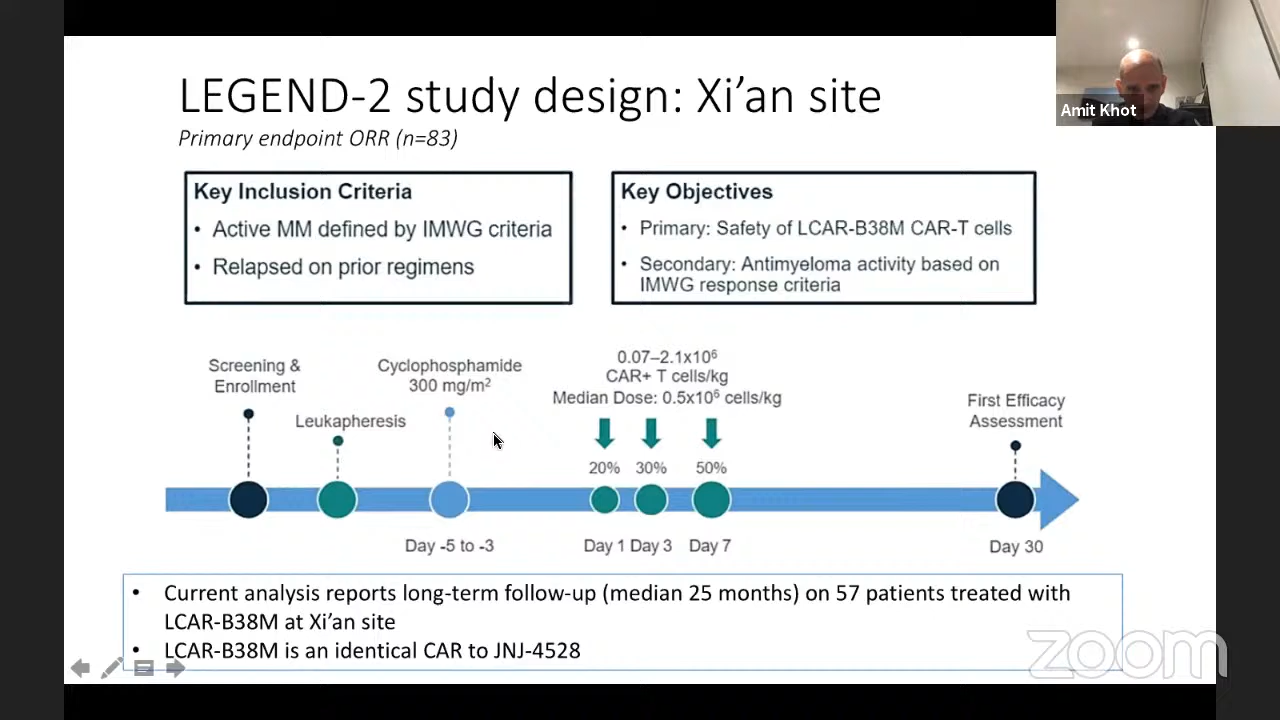 LEGEND-2 study design: Xi’an site
Primary endpoint ORR (n=83)
Amit Khot
Key Inclusion Criteria
• Active MM defined by IMWG criteria
• Relapsed on prior regimens
Key Objectives
• Primary: Safety of LCAR-B38M CAR-T cells
• Secondary: Antimyeloma activity based on
IMWG response criteria
Screening &
Enrollment
Leukapheresis
Cyclophosphamide
300 mg/m²
0.07–2.1x10⁶
CAR+ T cells/kg
Median Dose: 0.5x10⁶ cells/kg
First Efficacy
Assessment
20% 30% 50%
Day -5 to -3
Day 1 Day 3 Day 7
Day 30
• Current analysis reports long-term follow-up (median 25 months) on 57 patients treated with
LCAR-B38M at Xi’an site
• LCAR-B38M is an identical CAR to JNJ-4528
zoom